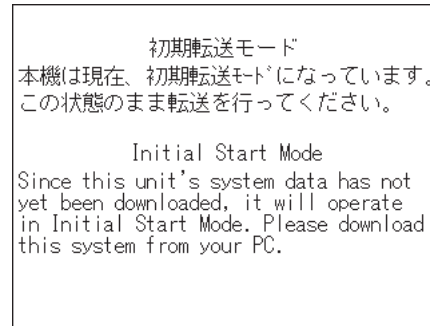 初期転送モード
本機は現在、初期転送ﾓｰﾄﾞになっています。
この状態のまま転送を行ってください。
Initial Start Mode
Since this unit's system data has not
yet been downloaded, it will operate
in Initial Start Mode. Please download
this system from your PC.